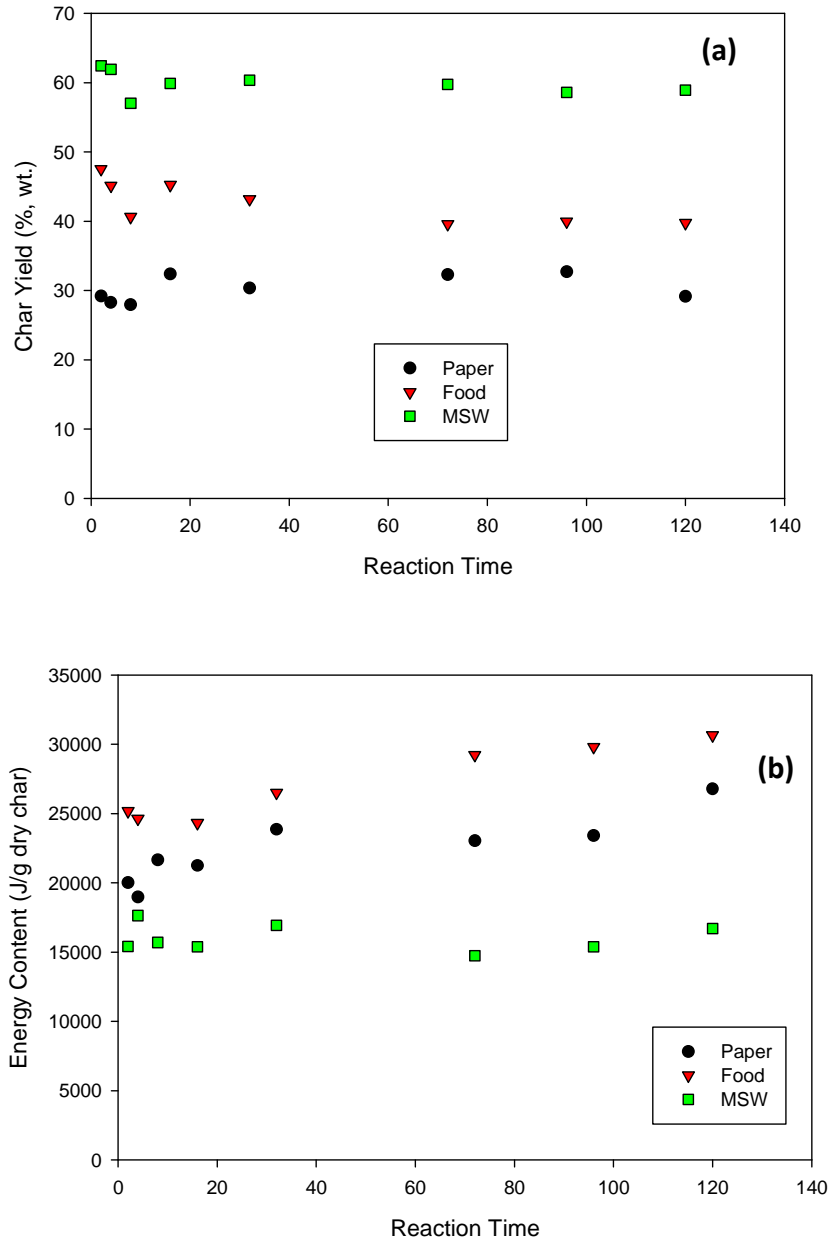 70
(a)
60
50
40
30
20
10
0
Char Yield (%, wt.)
Paper
Food
MSW
0 20 40 60 80 100 120 140
Reaction Time
35000
30000
(b)
25000
20000
15000
10000
5000
0
Energy Content (J/g dry char)
Paper
Food
MSW
0 20 40 60 80 100 120 140
Reaction Time